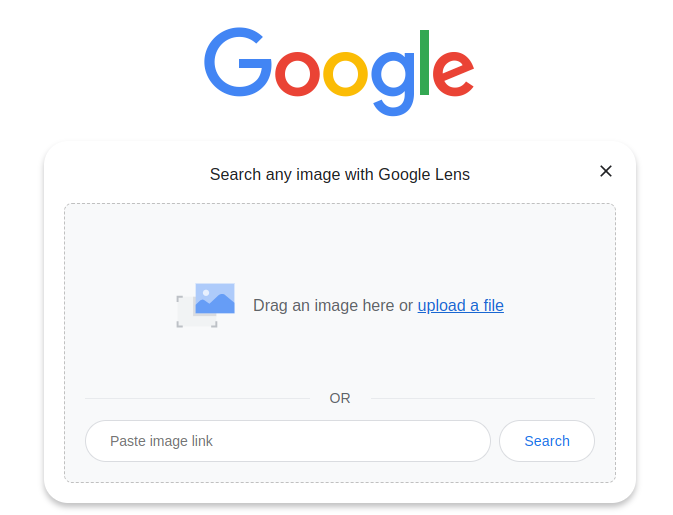 Google
Search any image with Google Lens
Drag an image here or upload a file
OR
Paste image link
Search